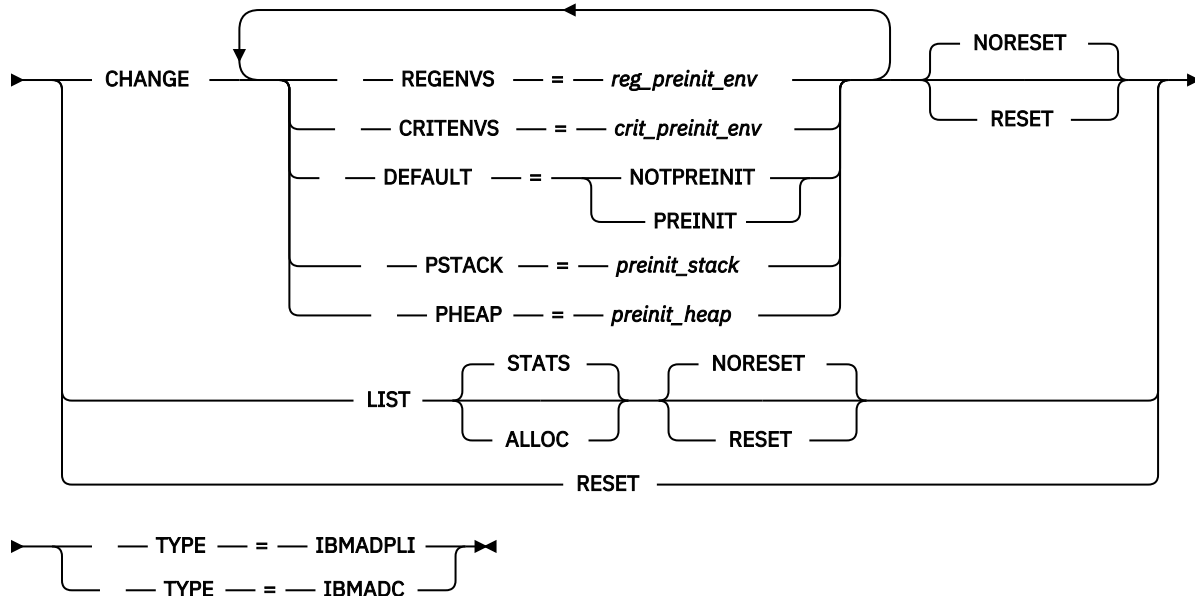 NORESET
CHANGE REGENVS = reg_preinit_env
RESET
CRITENVS = crit_preinit_env
DEFAULT = NOTPREINIT
PREINIT
PSTACK = preinit_stack
PHEAP = preinit_heap
STATS NORESET
LIST
ALLOC RESET
RESET
TYPE = IBMADPLI
TYPE = IBMADC